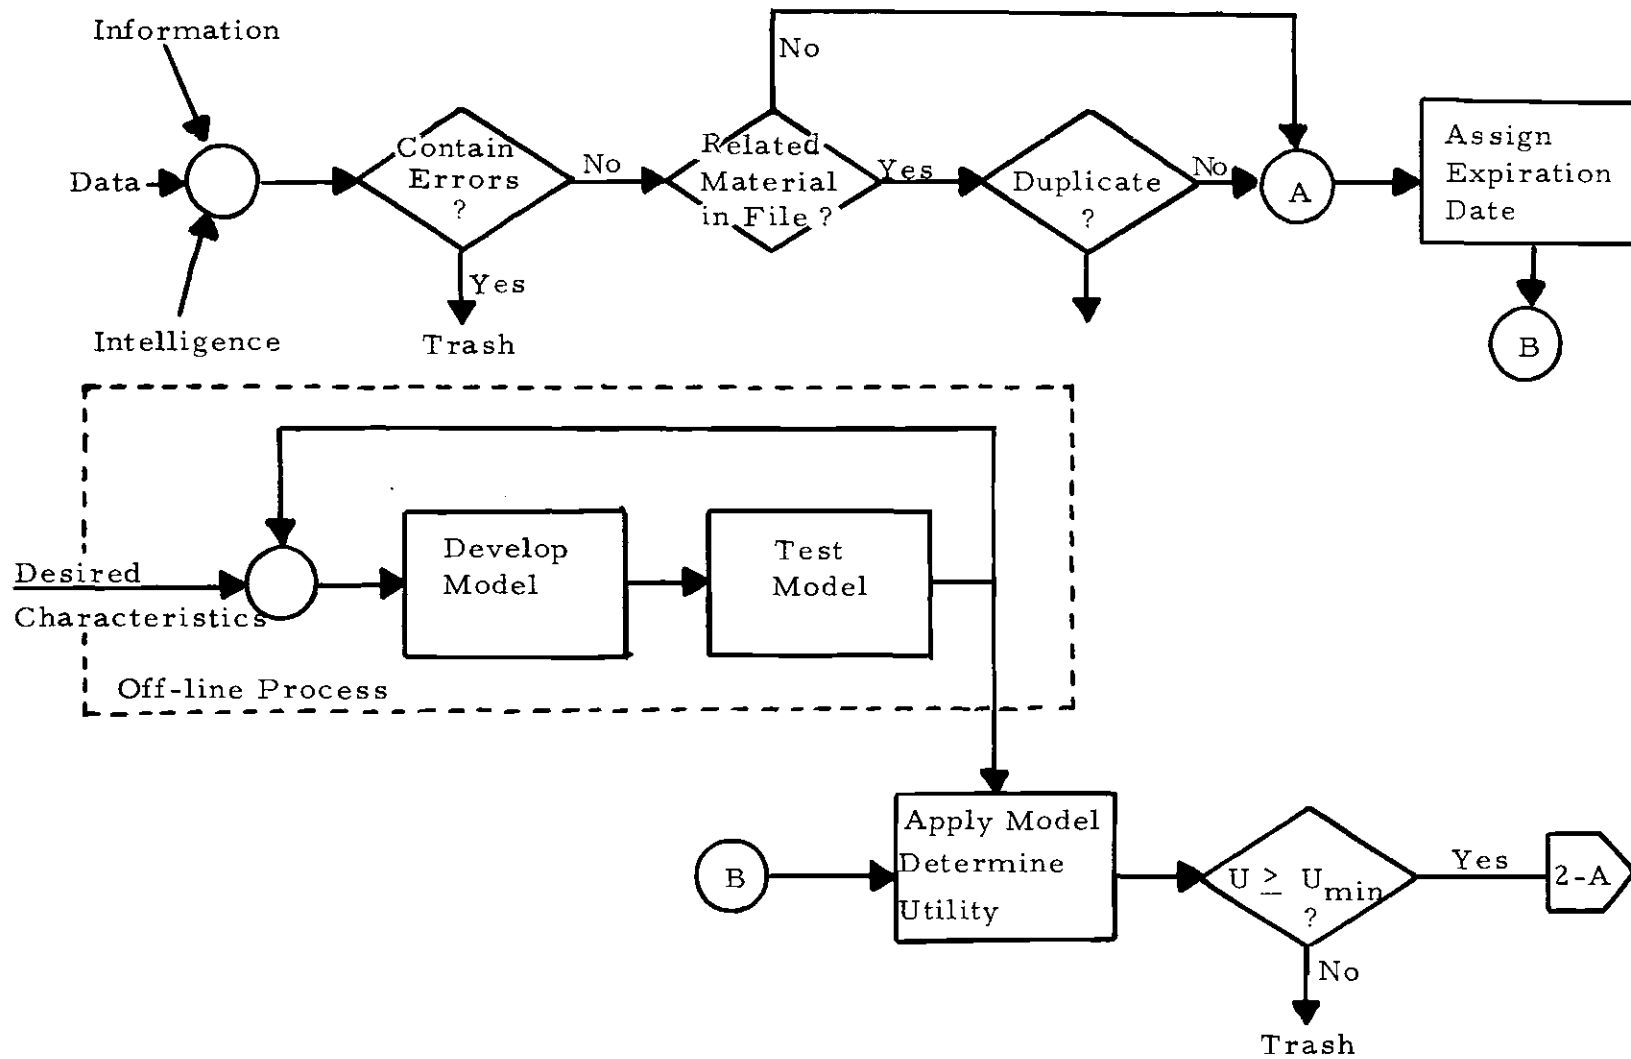 Information
Data
Intelligence
Contain
Errors
?
No
Yes
Trash
No
Related
Material
in File ?
Yes
Duplicate
?
No
A
Assign
Expiration
Date
B
Desired
Characteristics
Develop
Model
Test
Model
Off-line Process
B
Apply Model
Determine
Utility
U ≥ Umin
?
Yes
2-A
No
Trash